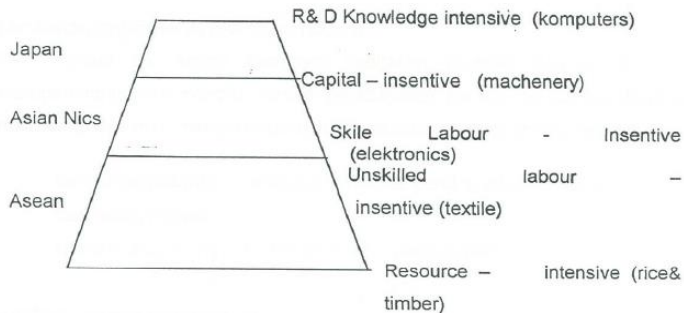 R& D Knowledge intensive (komputers)
Japan
Capital – insentive (machenery)
Asian Nics
Skile Labour - Insentive
(elektronics)
Unskilled labour –
Asean
insentive (textile)
Resource – intensive (rice&
timber)